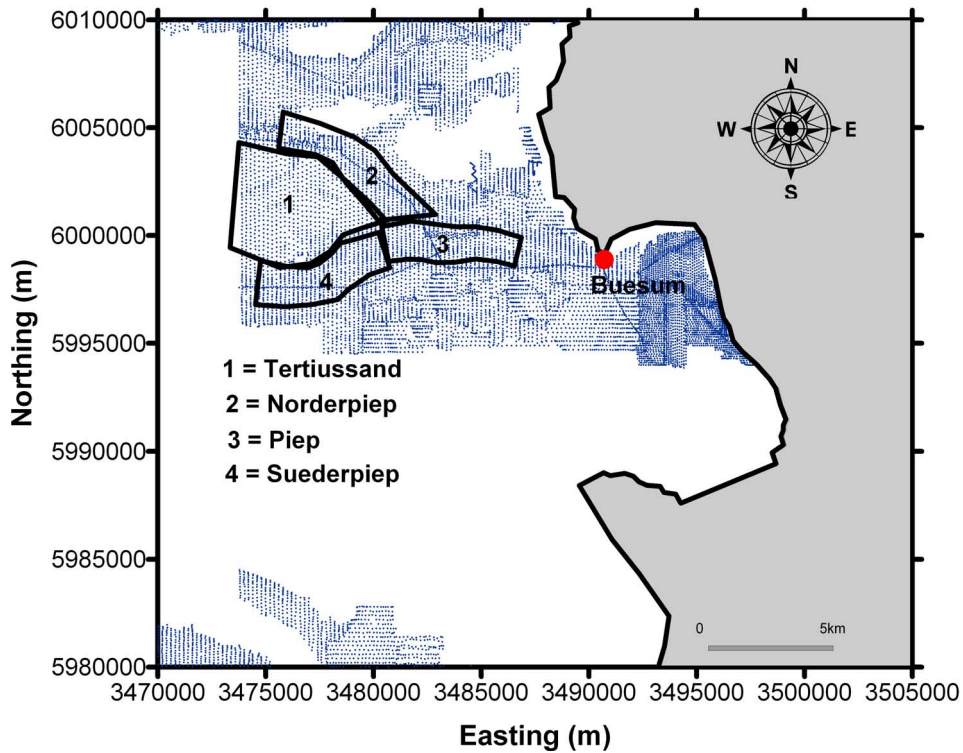 6010000
6005000
6000000
5995000
5990000
5985000
5980000
Northing (m)
N
W
E
S
1
2
3
4
Buesum
1 = Tertiussand
2 = Norderpiep
3 = Piep
4 = Suederpiep
0 5km
3470000 3475000 3480000 3485000 3490000 3495000 3500000 3505000
Easting (m)